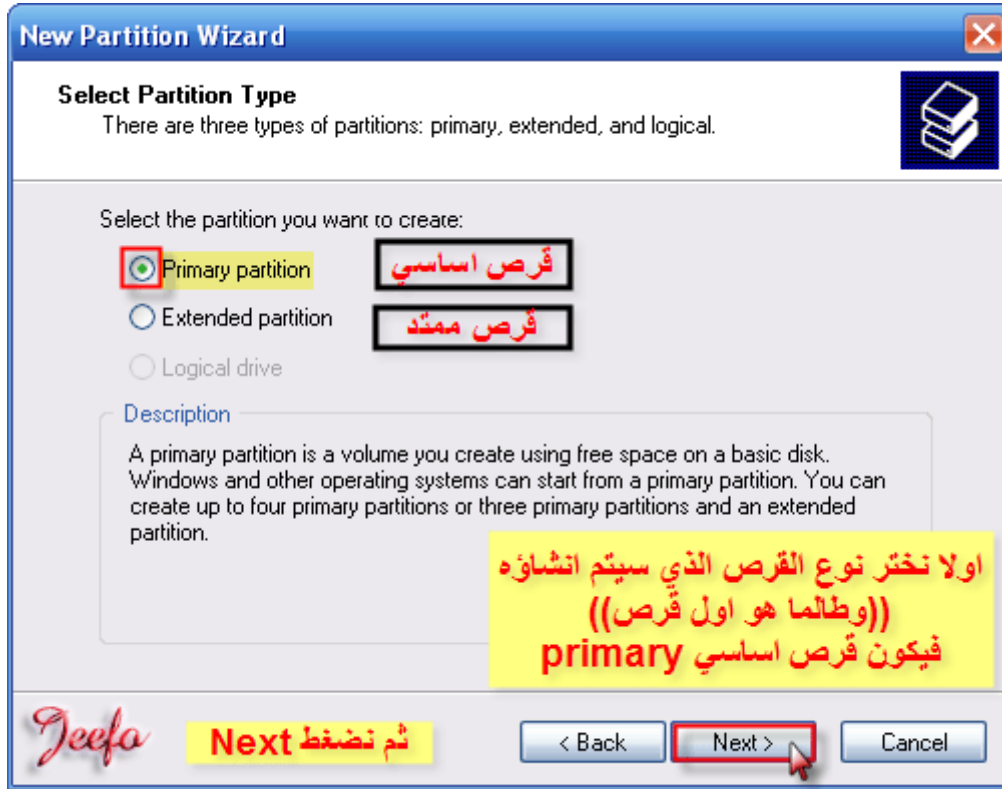 New Partition Wizard
Select Partition Type
There are three types of partitions: primary, extended, and logical.
Select the partition you want to create:
Primary partition
قرص اساسي
Extended partition
قرص ممتد
Logical drive
Description
A primary partition is a volume you create using free space on a basic disk.
Windows and other operating systems can start from a primary partition. You can
create up to four primary partitions or three primary partitions and an extended
partition.
اولا نختر نوع القرص الذي سيتم انشاؤه
((وطالما هو اول قرص))
فيكون قرص اساسي primary
Jeefo
ثم نضغط Next
< Back
Next >
Cancel